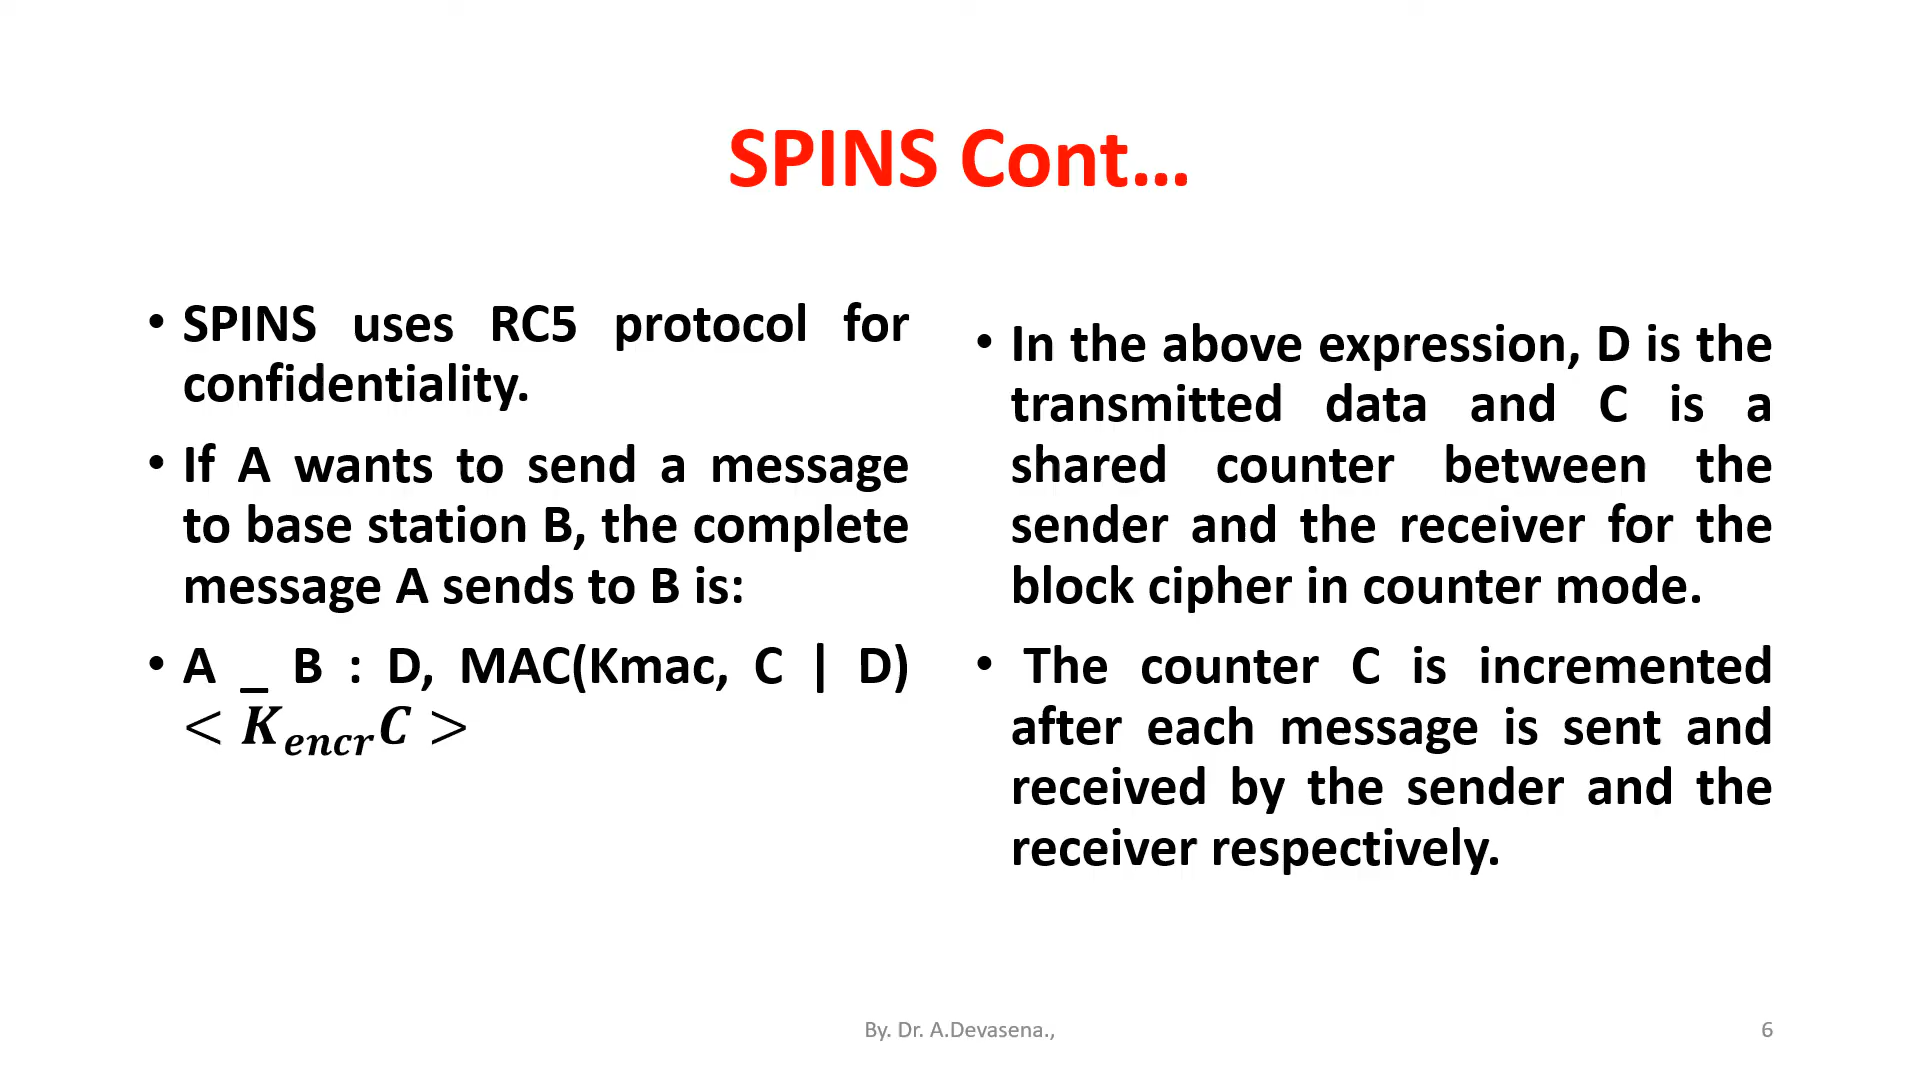 SPINS Cont…
• SPINS uses RC5 protocol for
confidentiality.
• If A wants to send a message
to base station B, the complete
message A sends to B is:
• A _ B : D, MAC(Kmac, C | D)
< K_encr C >
• In the above expression, D is the
transmitted data and C is a
shared counter between the
sender and the receiver for the
block cipher in counter mode.
• The counter C is incremented
after each message is sent and
received by the sender and the
receiver respectively.
By. Dr. A.Devasena.,
6